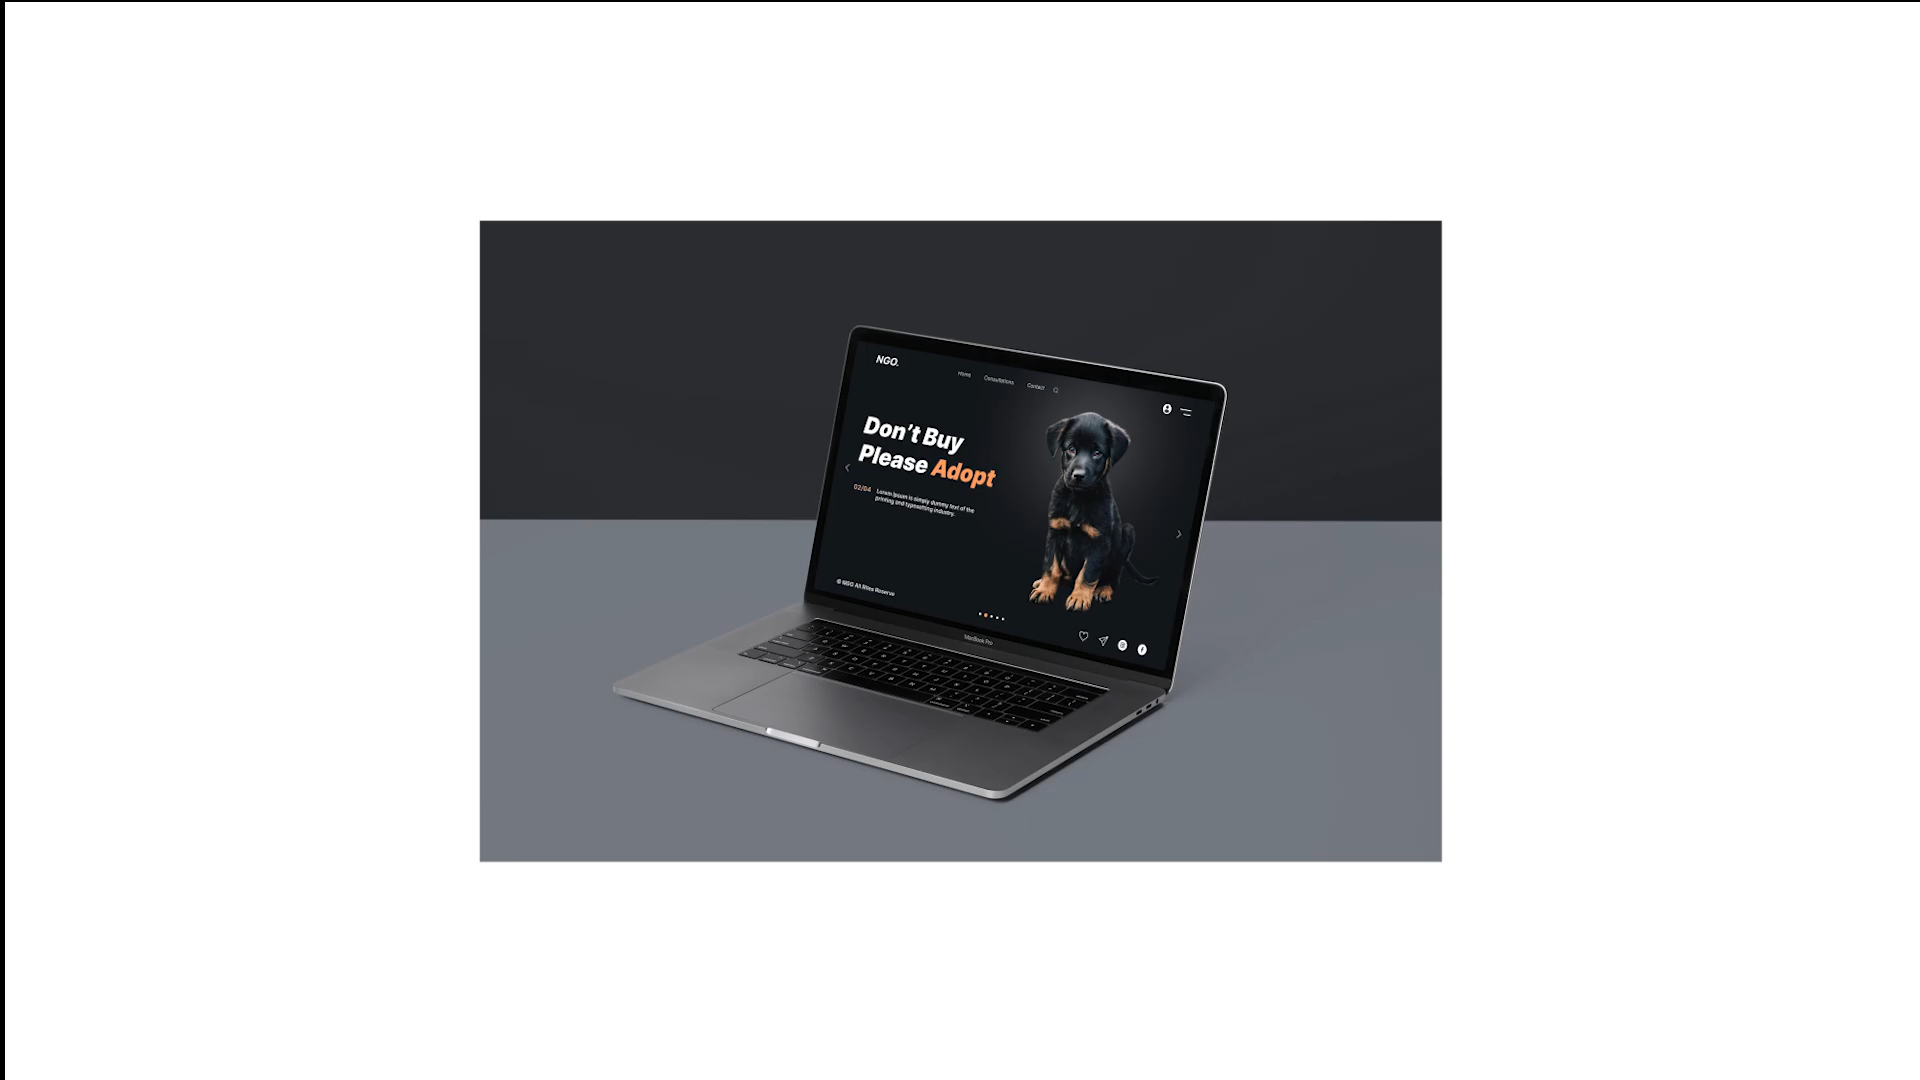 NGO.
Home Consultations Contact
Don't Buy
Please Adopt
02/04
Lorem Ipsum is simply dummy text of the
printing and typesetting industry.
© NGO All Rites Reserve
MacBook Pro